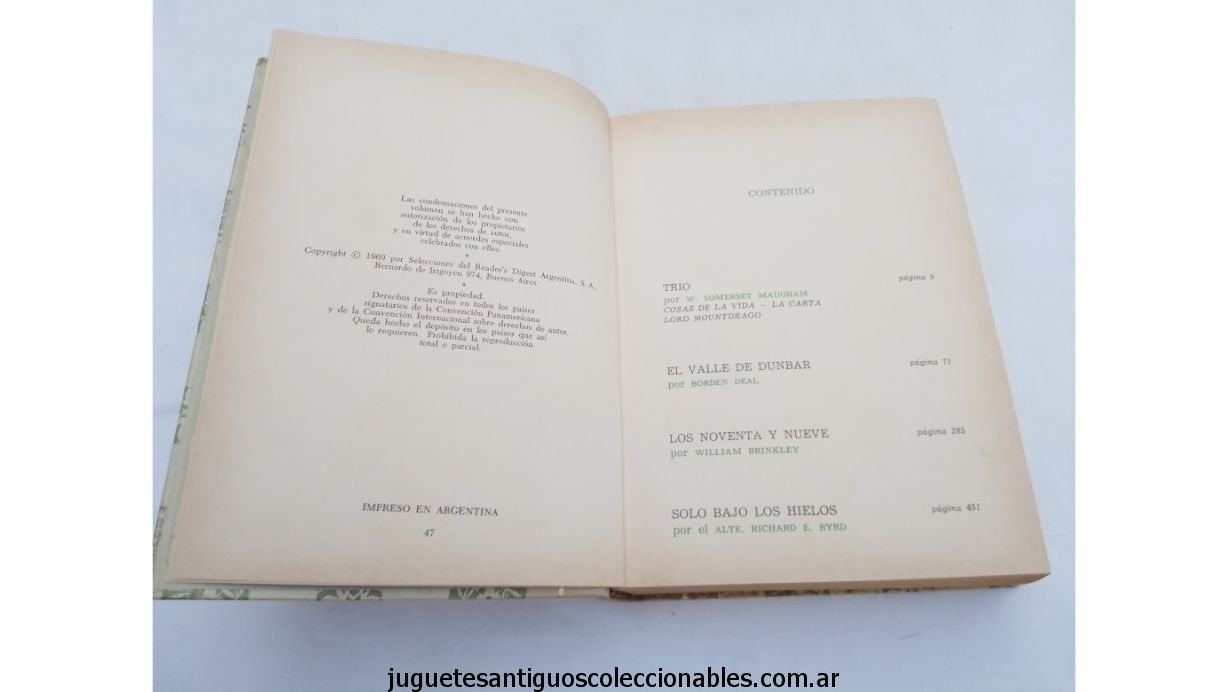 Las condensaciones del presente
volumen se han hecho con
autorización de los propietarios
de los derechos de autor,
y en virtud de acuerdos especiales
celebrados con ellos.
Copyright © 1969 por Selecciones del Reader's Digest Argentina, S.A.,
Bernardo de Irigoyen 974, Buenos Aires.
Es propiedad.
Derechos reservados en todos los países
signatarios de la Convención Panamericana
y de la Convención Internacional sobre derechos de autor.
Queda hecho el depósito en los países que así
lo requieren. Prohibida la reproducción
total o parcial.
IMPRESO EN ARGENTINA
47
CONTENIDO
TRIO página 9
por W. SOMERSET MAUGHAM
COSAS DE LA VIDA – LA CARTA
LORD MOUNTDRAGO
EL VALLE DE DUNBAR página 71
por BORDEN DEAL
LOS NOVENTA Y NUEVE página 285
por WILLIAM BRINKLEY
SOLO BAJO LOS HIELOS página 451
por el ALTE. RICHARD E. BYRD
juguetesantiguoscoleccionables.com.ar